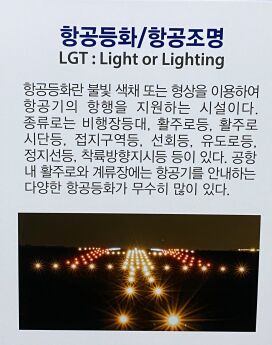 항공등화/항공조명
LGT : Light or Lighting
항공등화란 불빛 색채 또는 형상을 이용하여
항공기의 항행을 지원하는 시설이다.
종류로는 비행장등대, 활주로등, 활주로
시단등, 접지구역등, 선회등, 유도로등,
정지선등, 착륙방향지시등 등이 있다. 공항
내 활주로와 계류장에는 항공기를 안내하는
다양한 항공등화가 무수히 많이 있다.